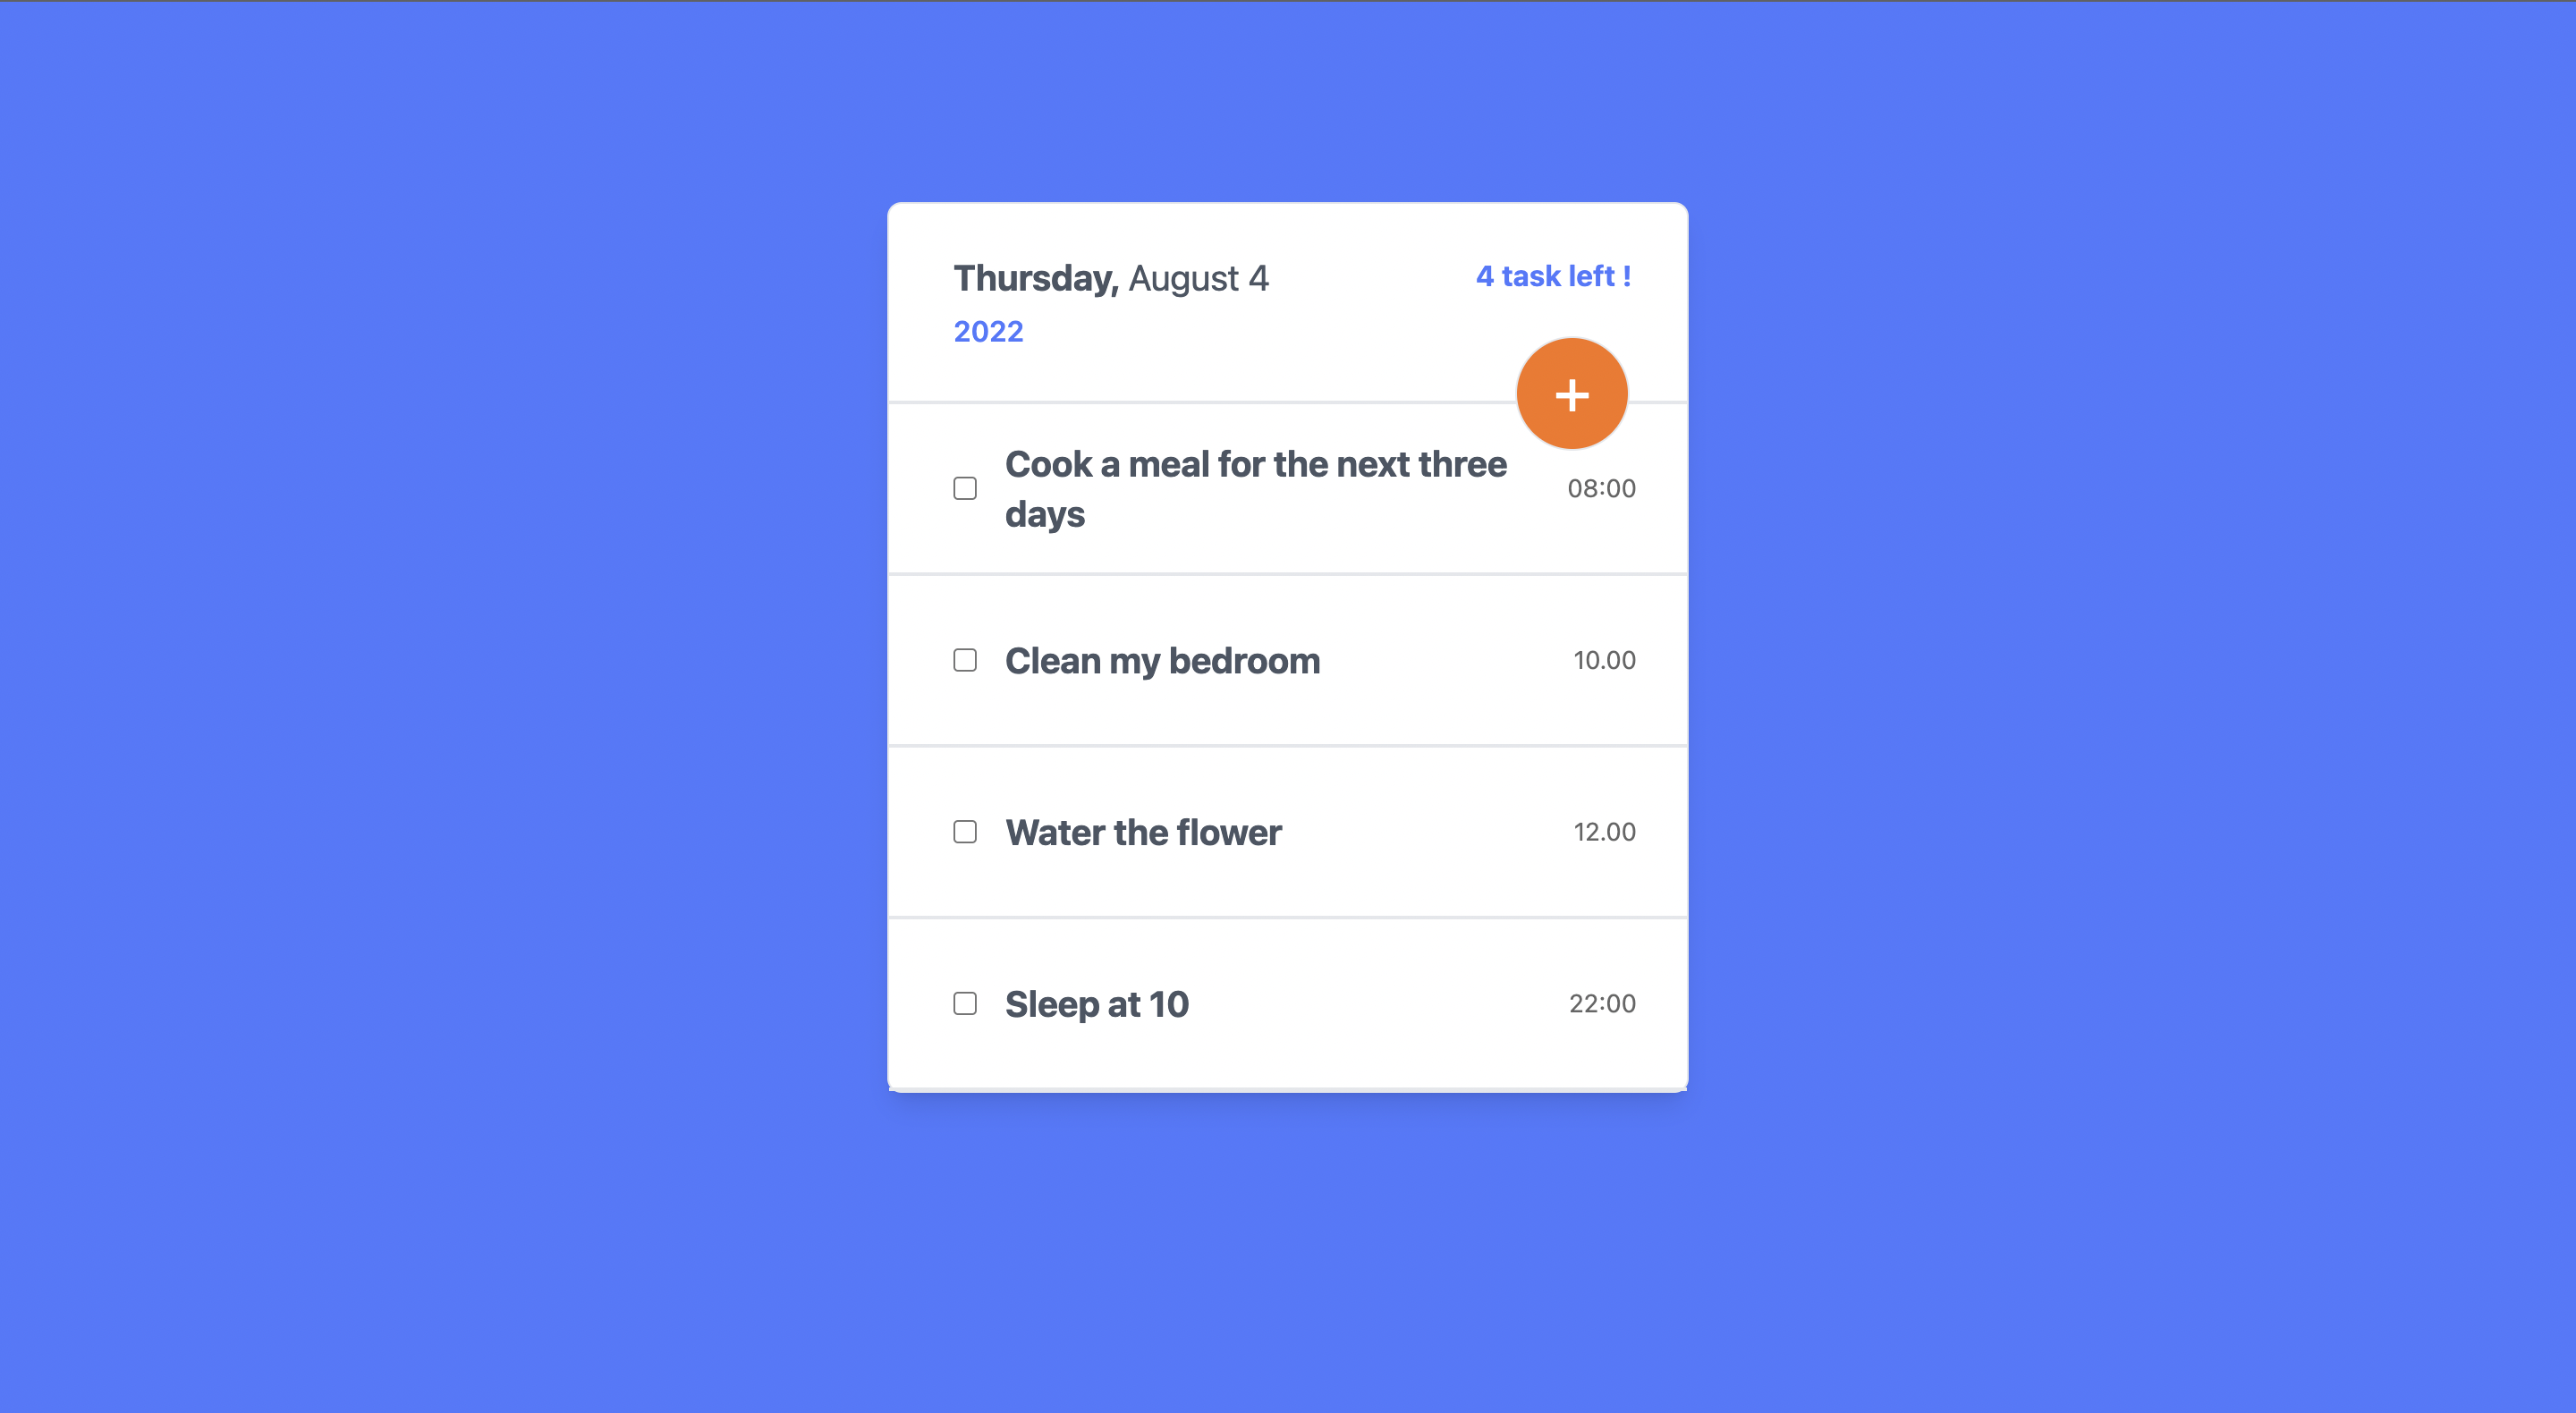 Thursday, August 4
4 task left !
2022
+
Cook a meal for the next three
days
08:00
Clean my bedroom
10.00
Water the flower
12.00
Sleep at 10
22:00